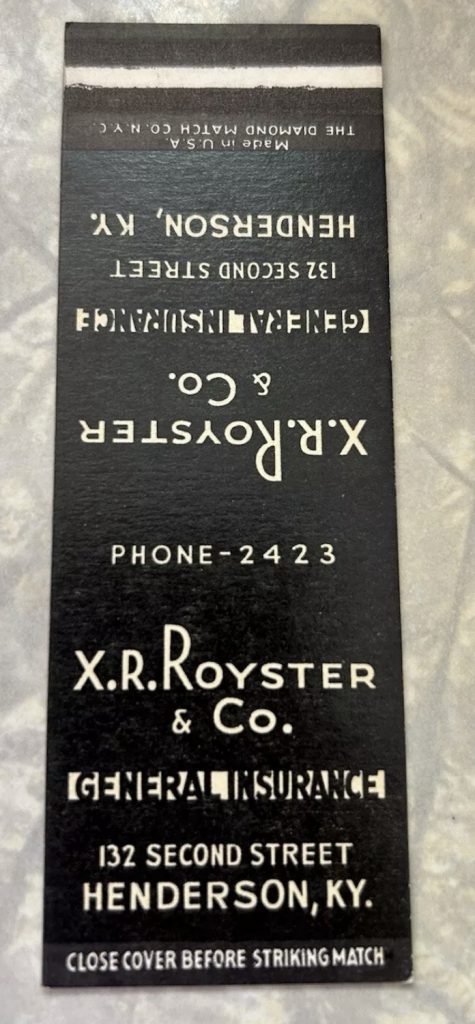 THE DIAMOND MATCH CO. N.Y.C.
Made in U.S.A.
HENDERSON, KY.
132 SECOND STREET
GENERAL INSURANCE
& Co.
X.R.ROYSTER
PHONE-2423
X.R.ROYSTER
& Co.
GENERAL INSURANCE
132 SECOND STREET
HENDERSON, KY.
CLOSE COVER BEFORE STRIKING MATCH